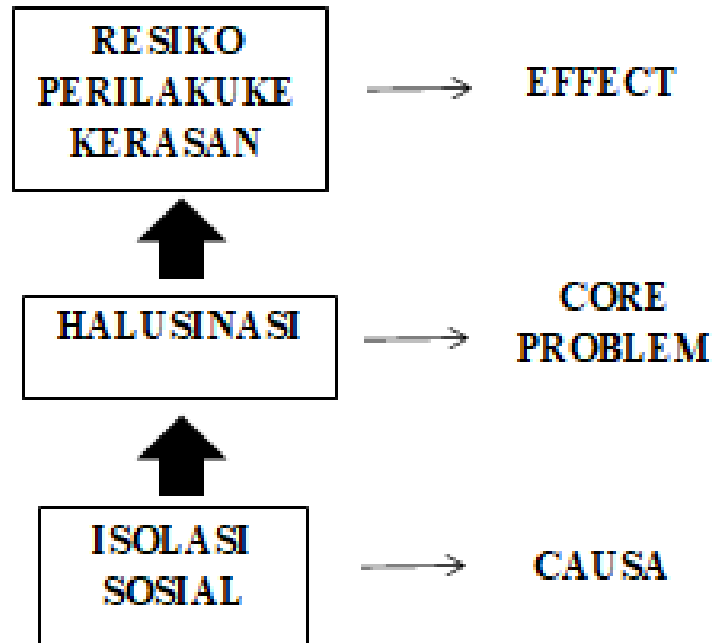 RESIKO
PERILAKUKE
KERASAN
EFFECT
HALUSINASI
CORE
PROBLEM
ISOLASI
SOSIAL
CAUSA